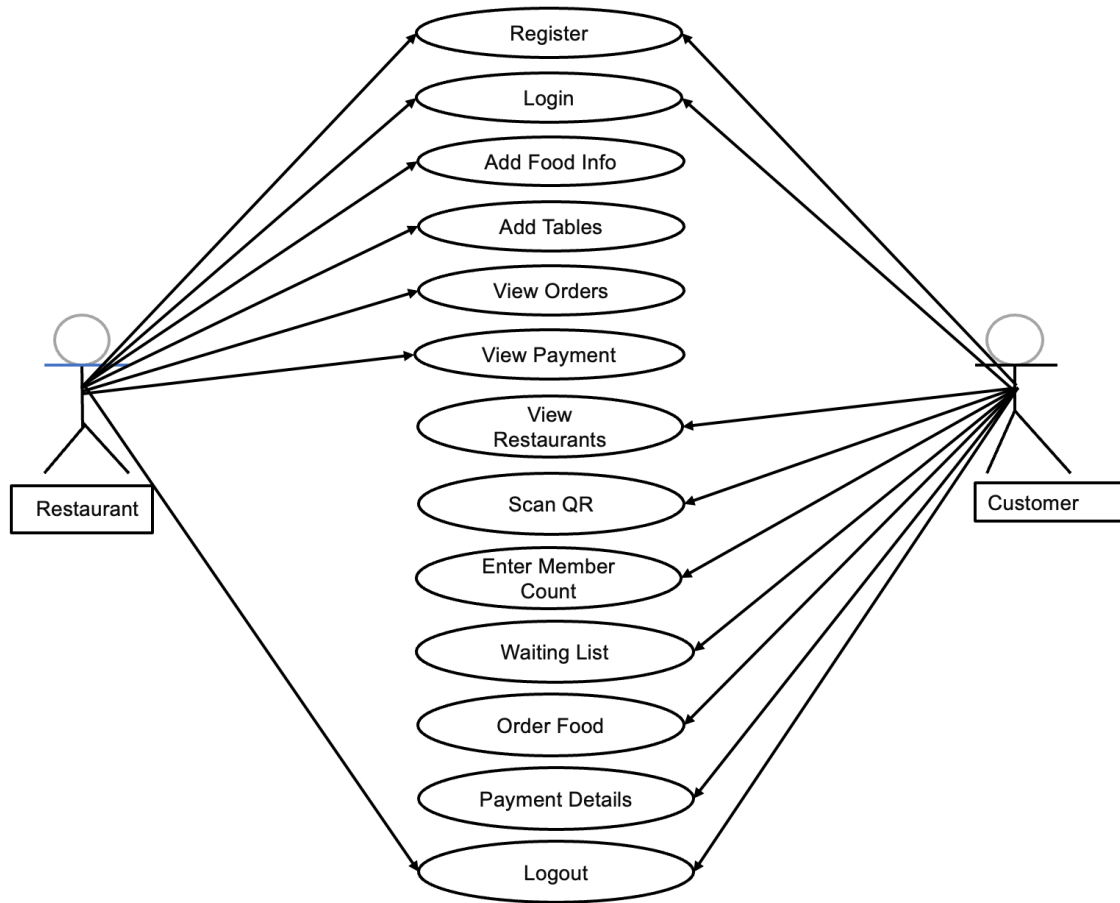 Register
Login
Add Food Info
Add Tables
View Orders
View Payment
View
Restaurants
Restaurant
Scan QR
Customer
Enter Member
Count
Waiting List
Order Food
Payment Details
Logout